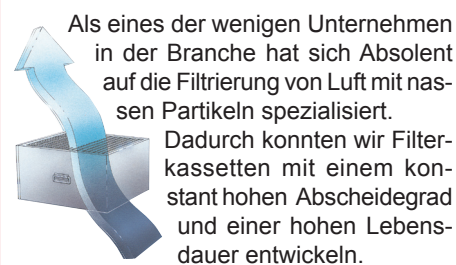 Als eines der wenigen Unternehmen
in der Branche hat sich Absolent
auf die Filtrierung von Luft mit nas-
sen Partikeln spezialisiert.
Dadurch konnten wir Filter-
kassetten mit einem kon-
stant hohen Abscheidegrad
und einer hohen Lebens-
dauer entwickeln.